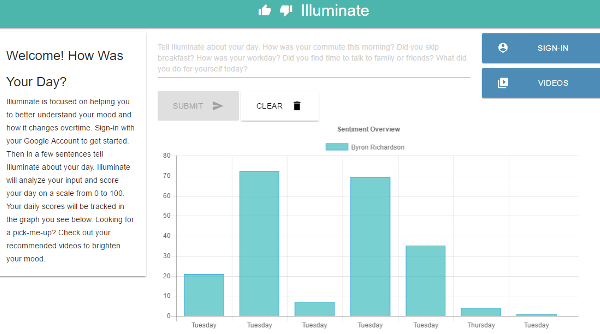 Illuminate
Welcome! How Was
Your Day?
Illuminate is focused on helping you
to better understand your mood and
how it changes overtime. Sign-in with
your Google Account to get started.
Then in a few sentences tell
Illuminate about your day. Illuminate
will analyze your input and score
your day on a scale from 0 to 100.
Your daily scores will be tracked in
the graph you see below. Looking for
a pick-me-up? Check out your
recommended videos to brighten
your mood.
Tell Illuminate about your day. How was your commute this morning? Did you skip
breakfast? How was your workday? Did you find time to talk to family or friends? What did
you do for yourself today?
SUBMIT
CLEAR
SIGN-IN
VIDEOS
Sentiment Overview
Byron Richardson
80
70
60
50
40
30
20
10
0
Tuesday Tuesday Tuesday Tuesday Tuesday Thursday Tuesday